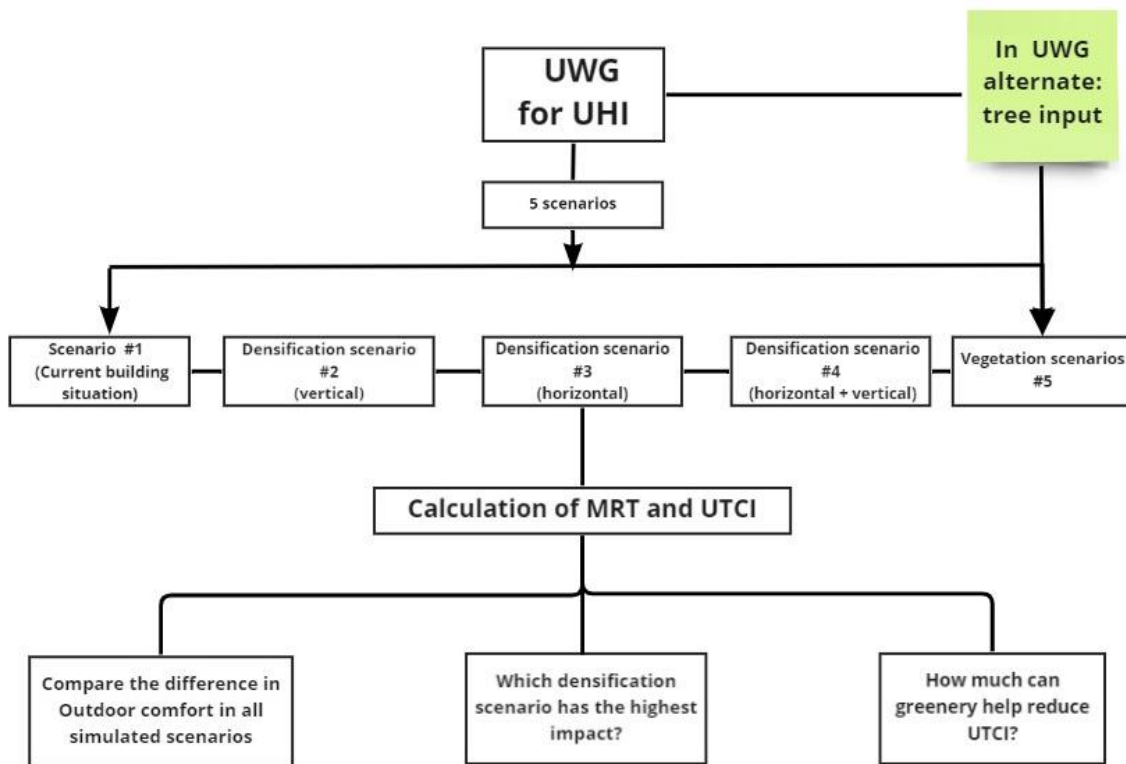 UWG
for UHI
In UWG
alternate:
tree input
5 scenarios
Scenario #1
(Current building
situation)
Densification scenario
#2
(vertical)
Densification scenario
#3
(horizontal)
Densification scenario
#4
(horizontal + vertical)
Vegetation scenarios
#5
Calculation of MRT and UTCI
Compare the difference in
Outdoor comfort in all
simulated scenarios
Which densification
scenario has the highest
impact?
How much can
greenery help reduce
UTCI?